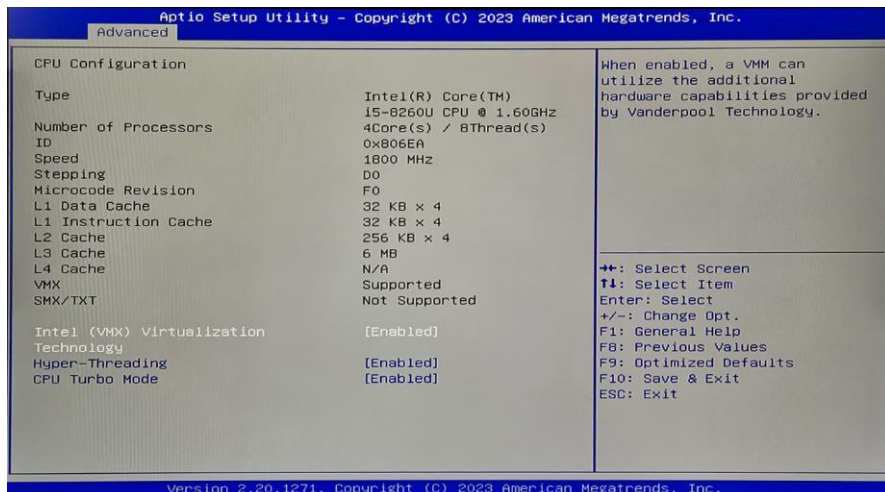 Aptio Setup Utility – Copyright (C) 2023 American Megatrends, Inc.
Advanced
CPU Configuration
Type Intel(R) Core(TM)
i5-8260U CPU @ 1.60GHz
Number of Processors 4Core(s) / 8Thread(s)
ID 0x806EA
Speed 1800 MHz
Stepping D0
Microcode Revision F0
L1 Data Cache 32 KB x 4
L1 Instruction Cache 32 KB x 4
L2 Cache 256 KB x 4
L3 Cache 6 MB
L4 Cache N/A
VMX Supported
SMX/TXT Not Supported
Intel (VMX) Virtualization [Enabled]
Technology
Hyper-Threading [Enabled]
CPU Turbo Mode [Enabled]
When enabled, a VMM can
utilize the additional
hardware capabilities provided
by Vanderpool Technology.
→←: Select Screen
↑↓: Select Item
Enter: Select
+/-: Change Opt.
F1: General Help
F8: Previous Values
F9: Optimized Defaults
F10: Save & Exit
ESC: Exit
Version 2.20.1271. Copyright (C) 2023 American Megatrends, Inc.